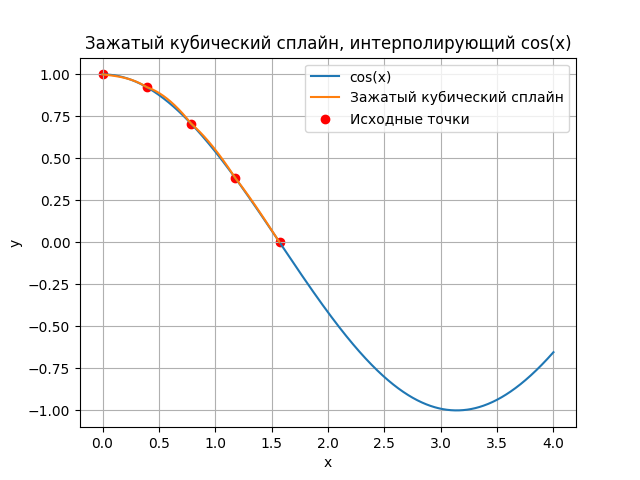 Зажатый кубический сплайн, интерполирующий cos(x)
cos(x)
Зажатый кубический сплайн
Исходные точки
1.00
0.75
0.50
0.25
0.00
−0.25
−0.50
−0.75
−1.00
y
0.0 0.5 1.0 1.5 2.0 2.5 3.0 3.5 4.0
x